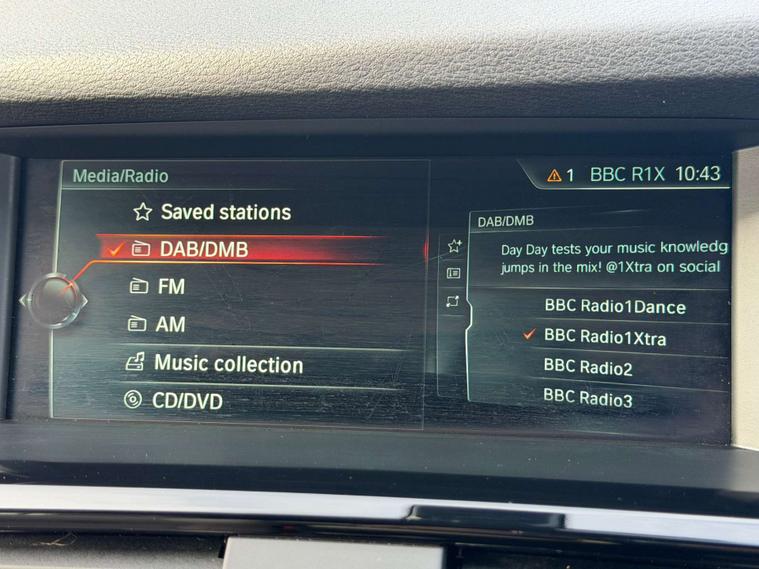 Media/Radio
1 BBC R1X 10:43
Saved stations
DAB/DMB
FM
AM
Music collection
CD/DVD
DAB/DMB
Day Day tests your music knowledg
jumps in the mix! @1Xtra on social
BBC Radio1Dance
BBC Radio1Xtra
BBC Radio2
BBC Radio3